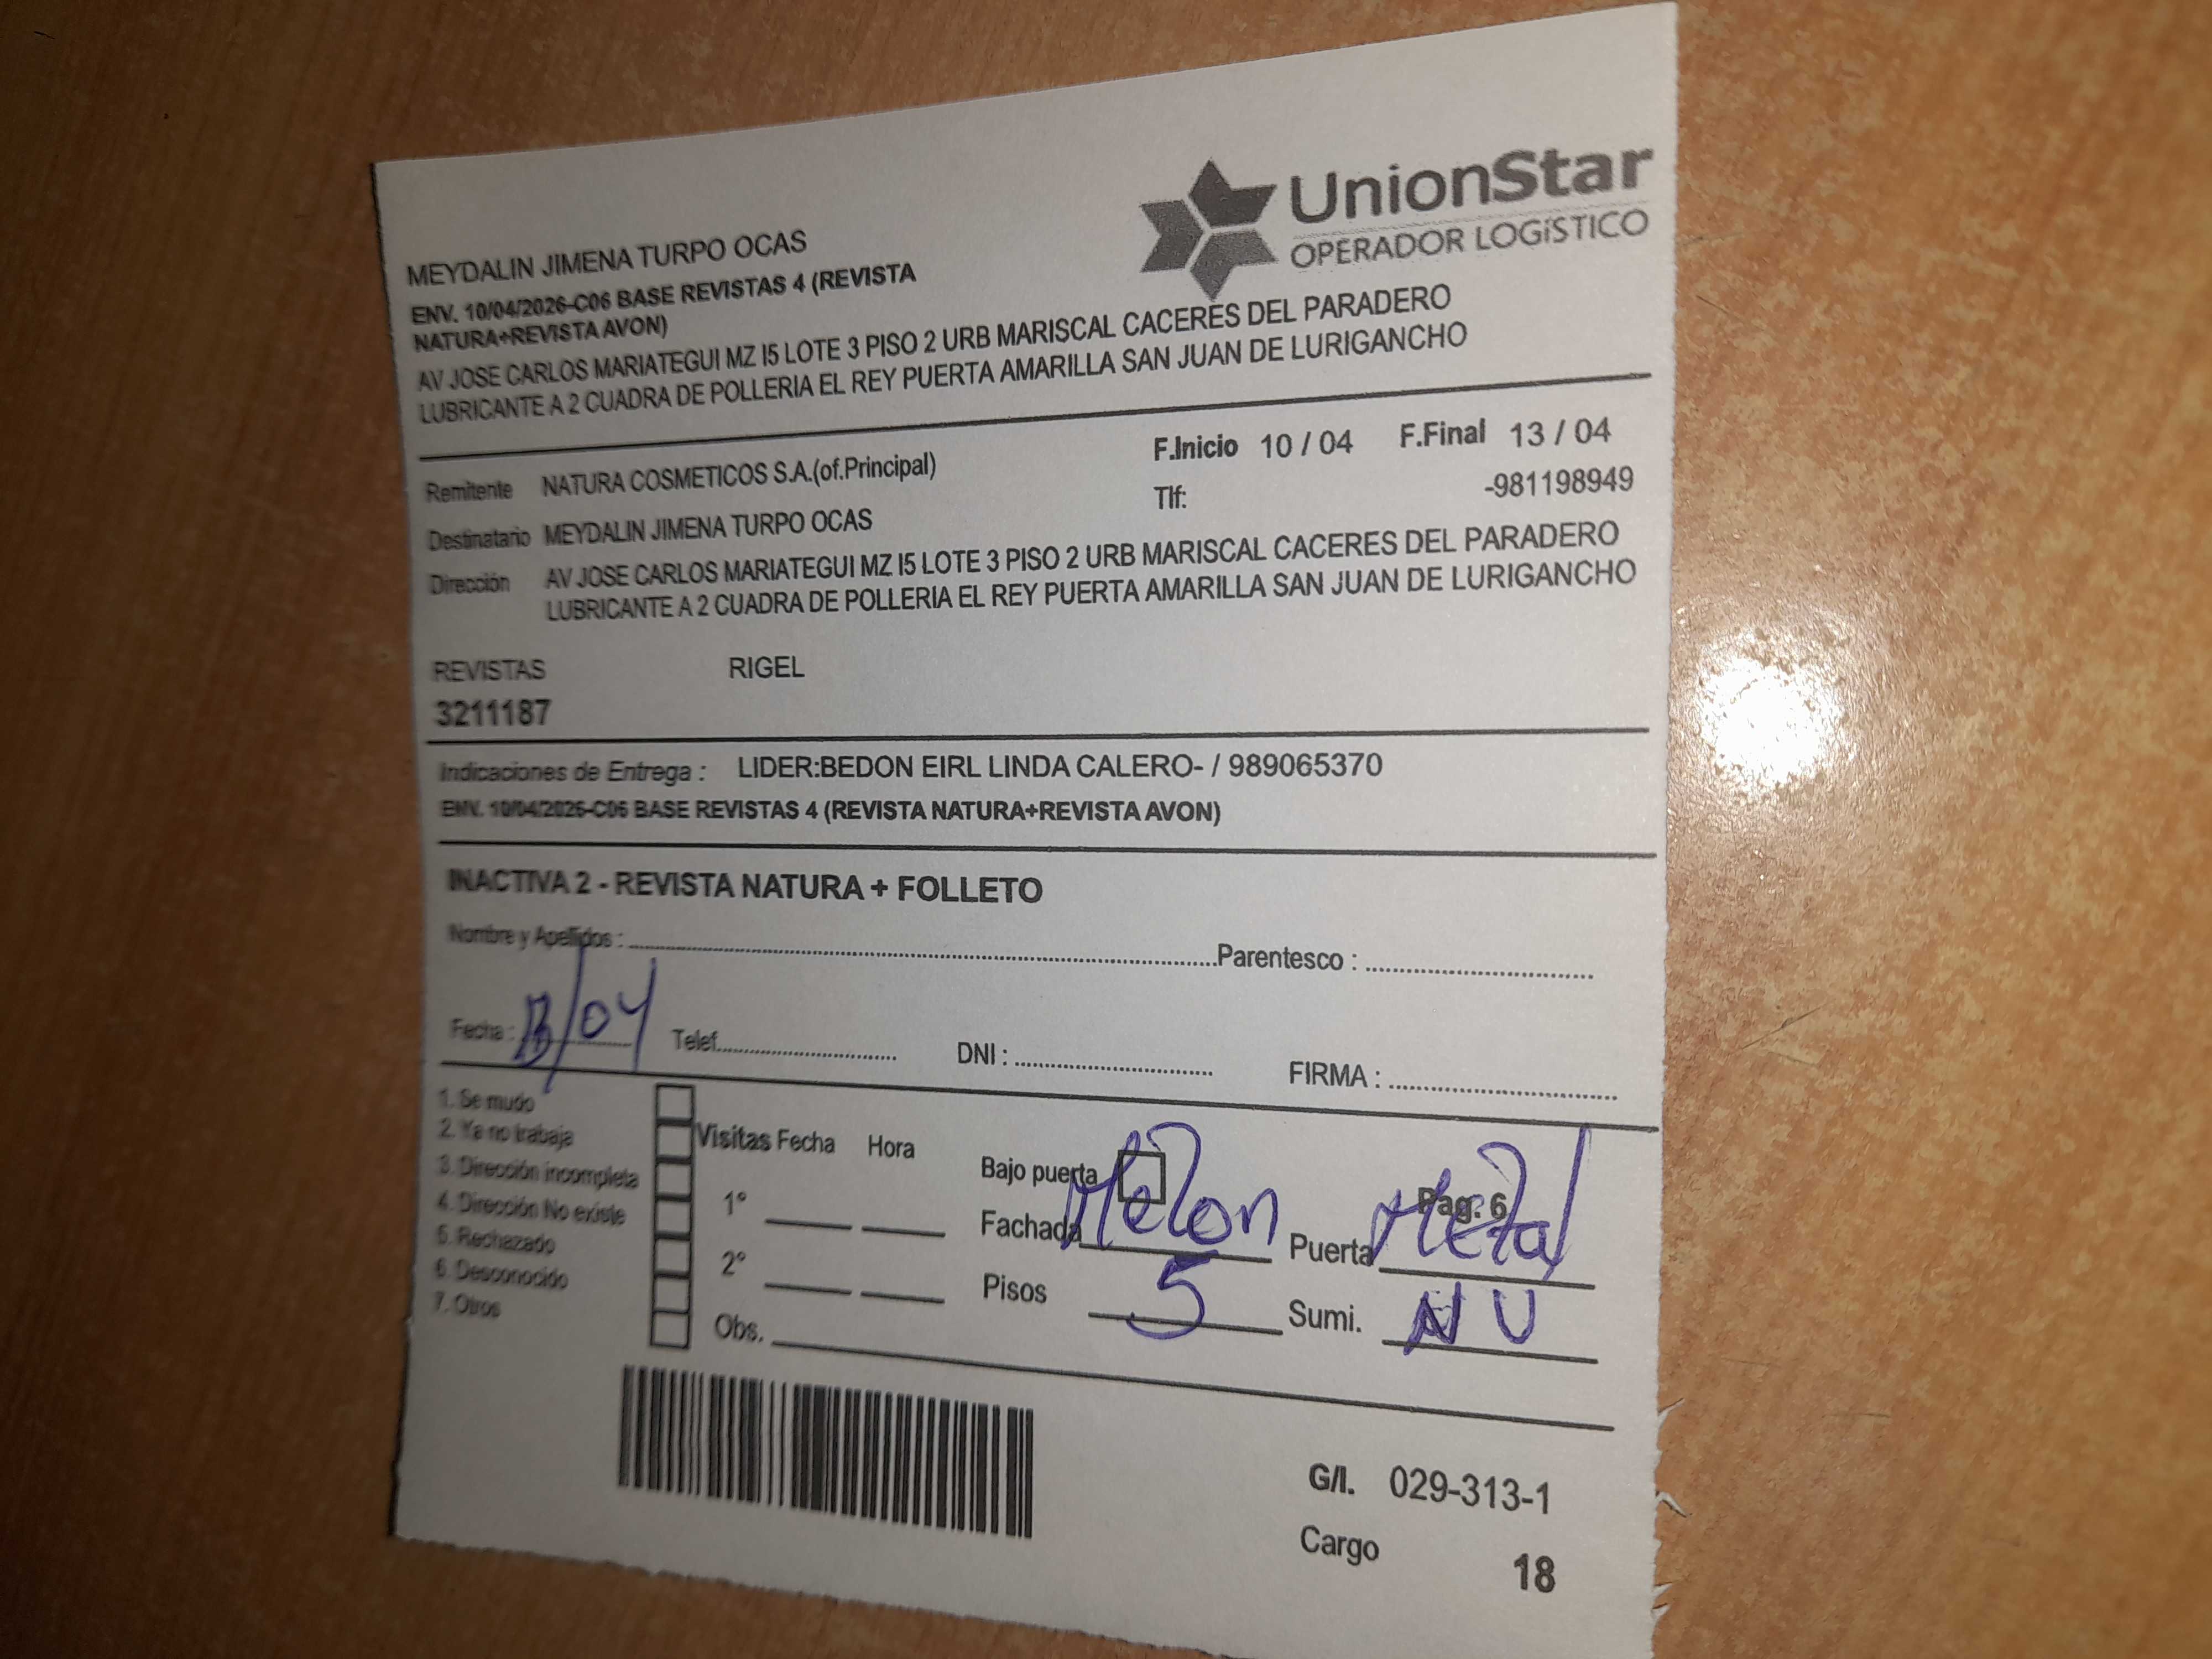 UnionStar
OPERADOR LOGíSTICO
MEYDALIN JIMENA TURPO OCAS
ENV. 10/04/2026-C06 BASE REVISTAS 4 (REVISTA
NATURA+REVISTA AVON)
AV JOSE CARLOS MARIATEGUI MZ I5 LOTE 3 PISO 2 URB MARISCAL CACERES DEL PARADERO
LUBRICANTE A 2 CUADRA DE POLLERIA EL REY PUERTA AMARILLA SAN JUAN DE LURIGANCHO
F.Inicio 10 / 04 F.Final 13 / 04
Remitente NATURA COSMETICOS S.A.(of.Principal)
Tlf: -981198949
Destinatario MEYDALIN JIMENA TURPO OCAS
Dirección AV JOSE CARLOS MARIATEGUI MZ I5 LOTE 3 PISO 2 URB MARISCAL CACERES DEL PARADERO
LUBRICANTE A 2 CUADRA DE POLLERIA EL REY PUERTA AMARILLA SAN JUAN DE LURIGANCHO
REVISTAS RIGEL
3211187
Indicaciones de Entrega : LIDER:BEDON EIRL LINDA CALERO- / 989065370
ENV. 10/04/2026-C06 BASE REVISTAS 4 (REVISTA NATURA+REVISTA AVON)
INACTIVA 2 - REVISTA NATURA + FOLLETO
Nombre y Apellidos : Parentesco :
Fecha : 13/04 Telef. DNI : FIRMA :
1. Se mudo
2. Ya no trabaja
3. Dirección incompleta
4. Dirección No existe
5. Rechazado
6. Desconocido
7. Otros
Visitas Fecha Hora
1°
2°
Obs.
Bajo puerta
Pag. 6
Fachada Melon Puerta Metal
Pisos 5 Sumi. N U
G/I. 029-313-1
Cargo 18